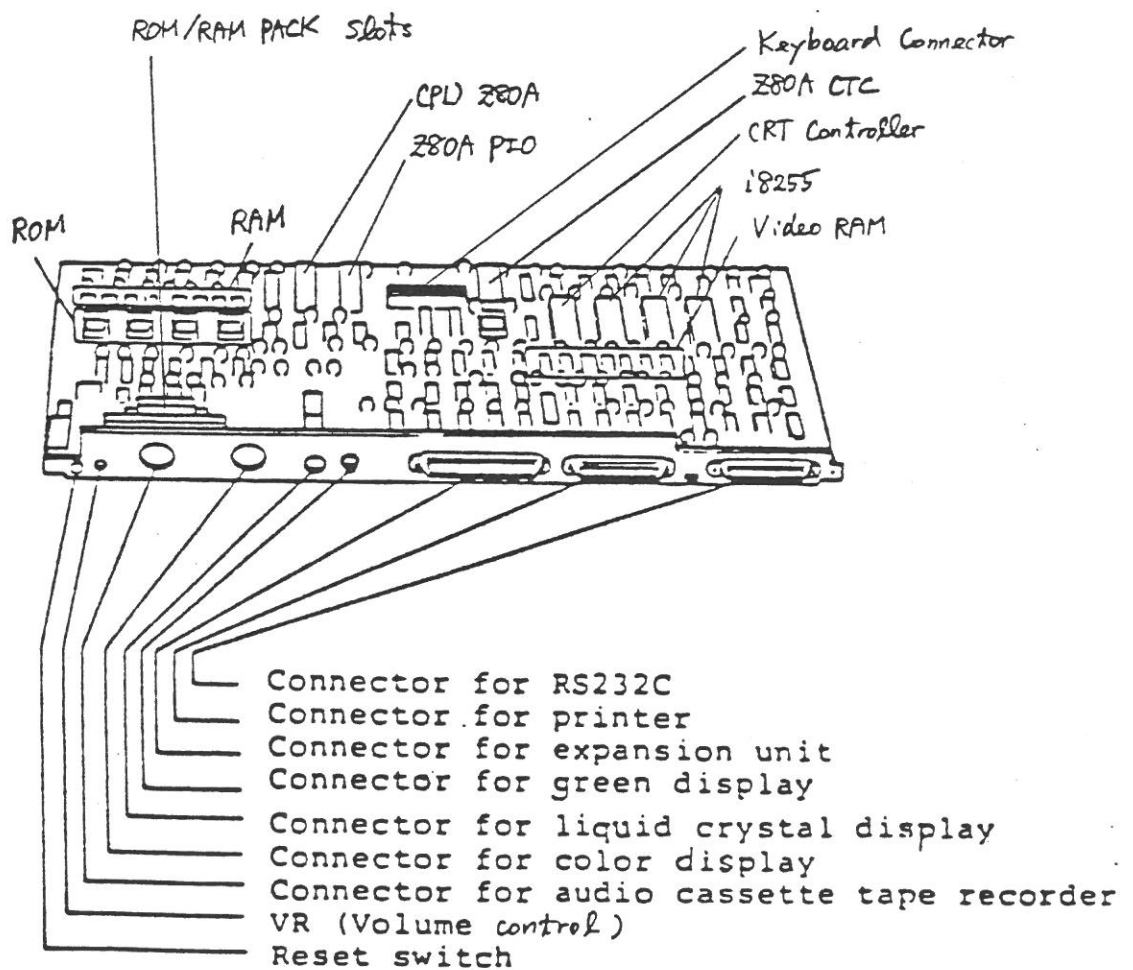 ROM/RAM PACK Slots
Keyboard Connector
CPU Z80A
Z80A CTC
Z80A PIO
CRT Controller
i8255
ROM
RAM
Video RAM
Connector for RS232C
Connector for printer
Connector for expansion unit
Connector for green display
Connector for liquid crystal display
Connector for color display
Connector for audio cassette tape recorder
VR (Volume control)
Reset switch